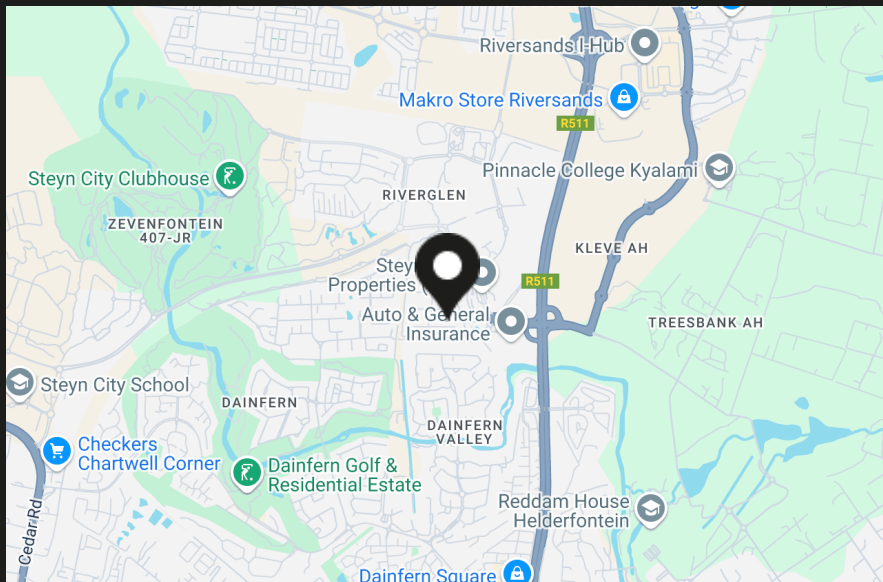 Riversands I-Hub
Makro Store Riversands
R511
Pinnacle College Kyalami
Steyn City Clubhouse
RIVERGLEN
ZEVENFONTEIN
407-JR
KLEVE AH
Properties
R511
Auto & General
Insurance
TREESBANK AH
Steyn City School
DAINFERN
DAINFERN
VALLEY
Checkers
Chartwell Corner
Dainfern Golf &
Residential Estate
Reddam House
Helderfontein
Cedar Rd
Dainfern Square